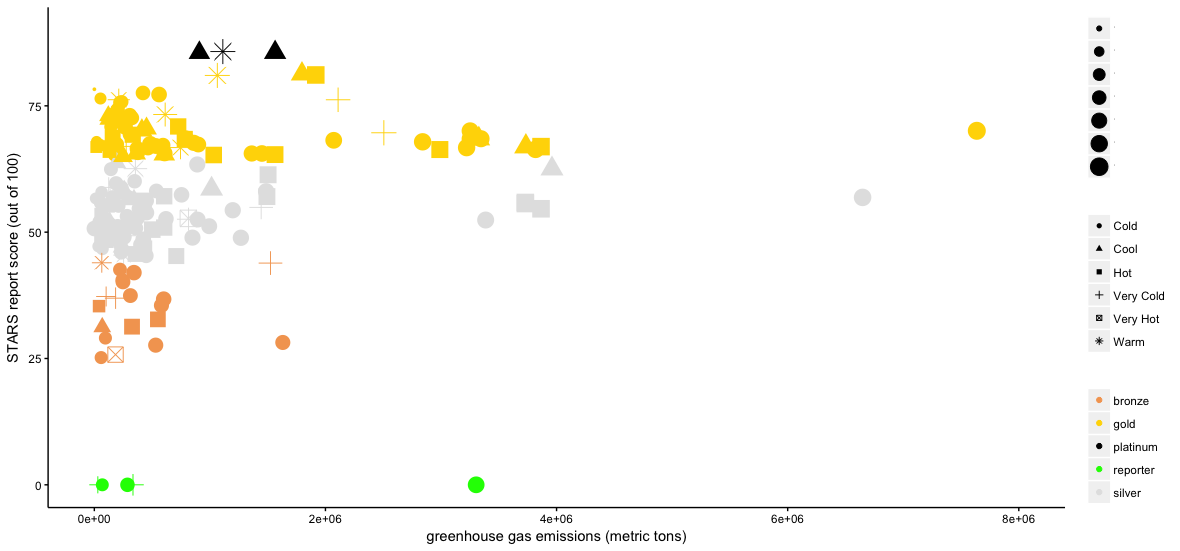 STARS report score (out of 100)
75
50
25
0
0e+00
2e+06
4e+06
6e+06
8e+06
greenhouse gas emissions (metric tons)
Cold
Cool
Hot
Very Cold
Very Hot
Warm
bronze
gold
platinum
reporter
silver